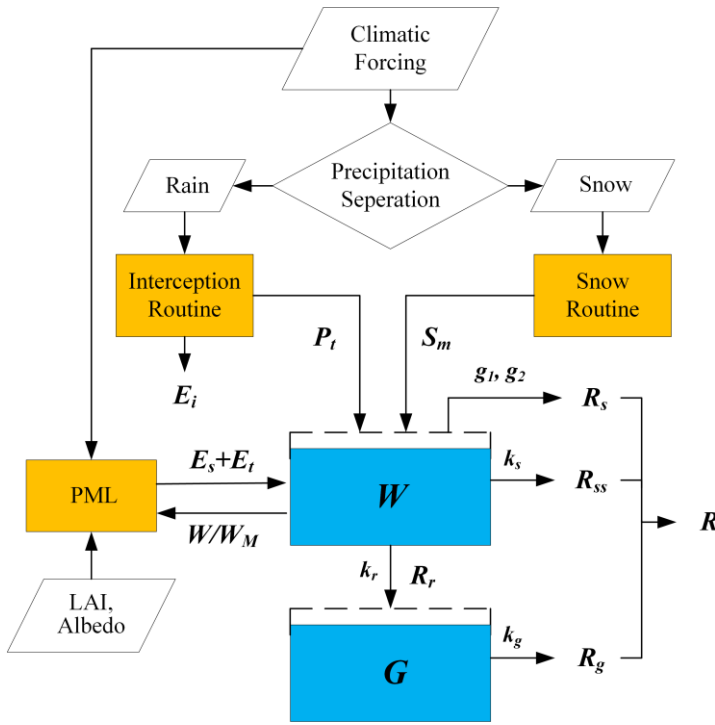 Climatic
Forcing
Precipitation
Seperation
Rain
Snow
Interception
Routine
Snow
Routine
P_t
S_m
E_i
g_1, g_2
R_s
E_s+E_t
PML
W
k_s
R_ss
W/W_M
R
k_r
R_r
LAI,
Albedo
G
k_g
R_g